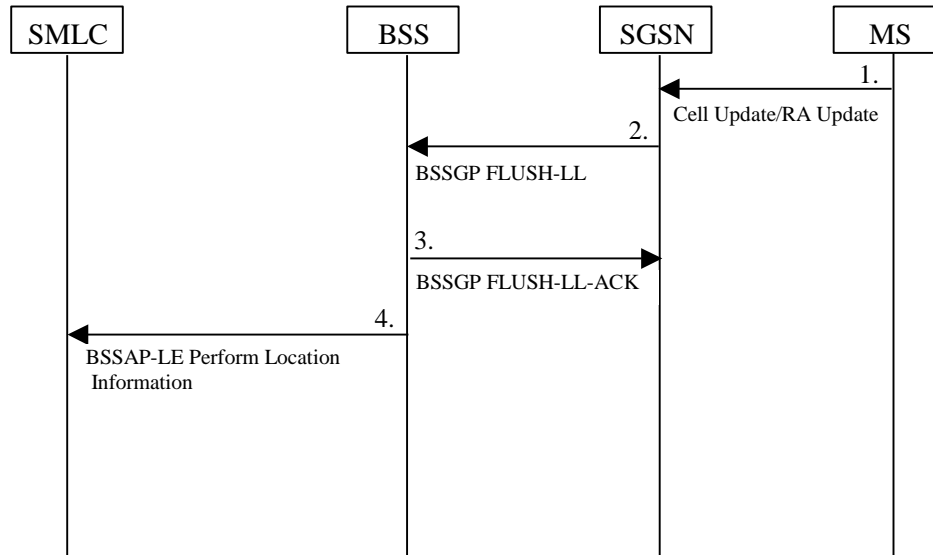 SMLC
BSS
SGSN
MS
1.
Cell Update/RA Update
2.
BSSGP FLUSH-LL
3.
BSSGP FLUSH-LL-ACK
4.
BSSAP-LE Perform Location
Information